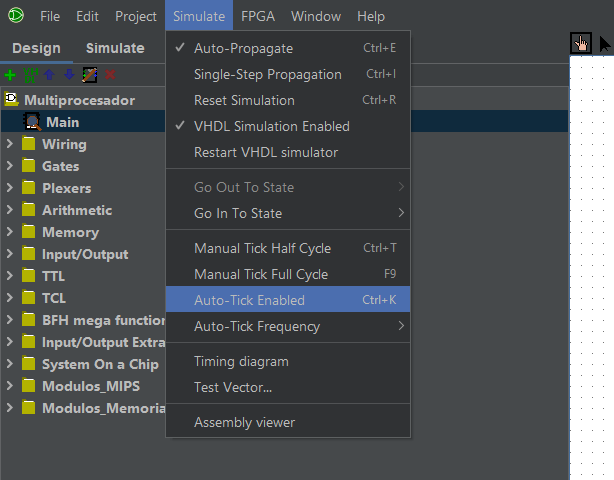 File Edit Project Simulate FPGA Window Help
Design Simulate
Multiprocesador
Main
Wiring
Gates
Plexers
Arithmetic
Memory
Input/Output
TTL
TCL
BFH mega function
Input/Output Extra
System On a Chip
Modulos_MIPS
Modulos_Memoria
Auto-Propagate Ctrl+E
Single-Step Propagation Ctrl+I
Reset Simulation Ctrl+R
VHDL Simulation Enabled
Restart VHDL simulator
Go Out To State
Go In To State
Manual Tick Half Cycle Ctrl+T
Manual Tick Full Cycle F9
Auto-Tick Enabled Ctrl+K
Auto-Tick Frequency
Timing diagram
Test Vector...
Assembly viewer